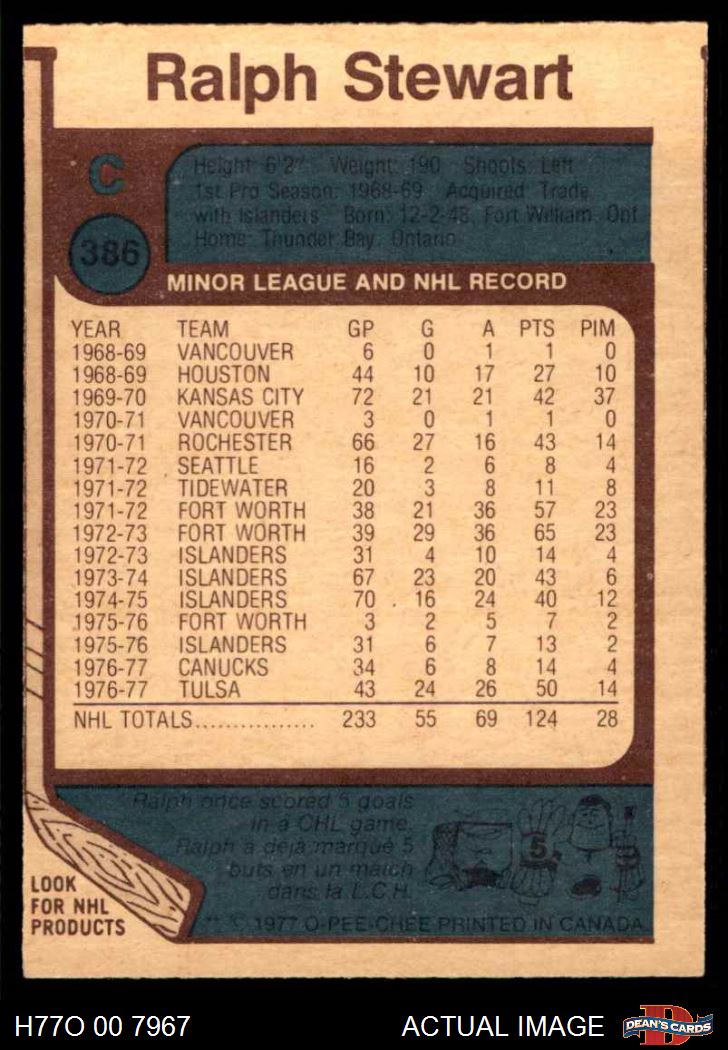 Ralph Stewart
C
386
Height: 6'2" Weight: 190 Shoots: Left
1st Pro Season: 1968-69 Acquired: Trade
with Islanders Born: 12-2-48, Fort William, Ont.
Home: Thunder Bay, Ontario
MINOR LEAGUE AND NHL RECORD
YEAR TEAM GP G A PTS PIM
1968-69 VANCOUVER 6 0 1 1 0
1968-69 HOUSTON 44 10 17 27 10
1969-70 KANSAS CITY 72 21 21 42 37
1970-71 VANCOUVER 3 0 1 1 0
1970-71 ROCHESTER 66 27 16 43 14
1971-72 SEATTLE 16 2 6 8 4
1971-72 TIDEWATER 20 3 8 11 8
1971-72 FORT WORTH 38 21 36 57 23
1972-73 FORT WORTH 39 29 36 65 23
1972-73 ISLANDERS 31 4 10 14 4
1973-74 ISLANDERS 67 23 20 43 6
1974-75 ISLANDERS 70 16 24 40 12
1975-76 FORT WORTH 3 2 5 7 2
1975-76 ISLANDERS 31 6 7 13 2
1976-77 CANUCKS 34 6 8 14 4
1976-77 TULSA 43 24 26 50 14
NHL TOTALS................ 233 55 69 124 28
Ralph once scored 5 goals
in a CHL game.
Ralph a déjà marqué 5
buts en un match
dans la L.C.H.
5
LOOK
FOR NHL
PRODUCTS
** © 1977 O-PEE-CHEE PRINTED IN CANADA
H77O 00 7967
ACTUAL IMAGE
D
DEAN'S CARDS